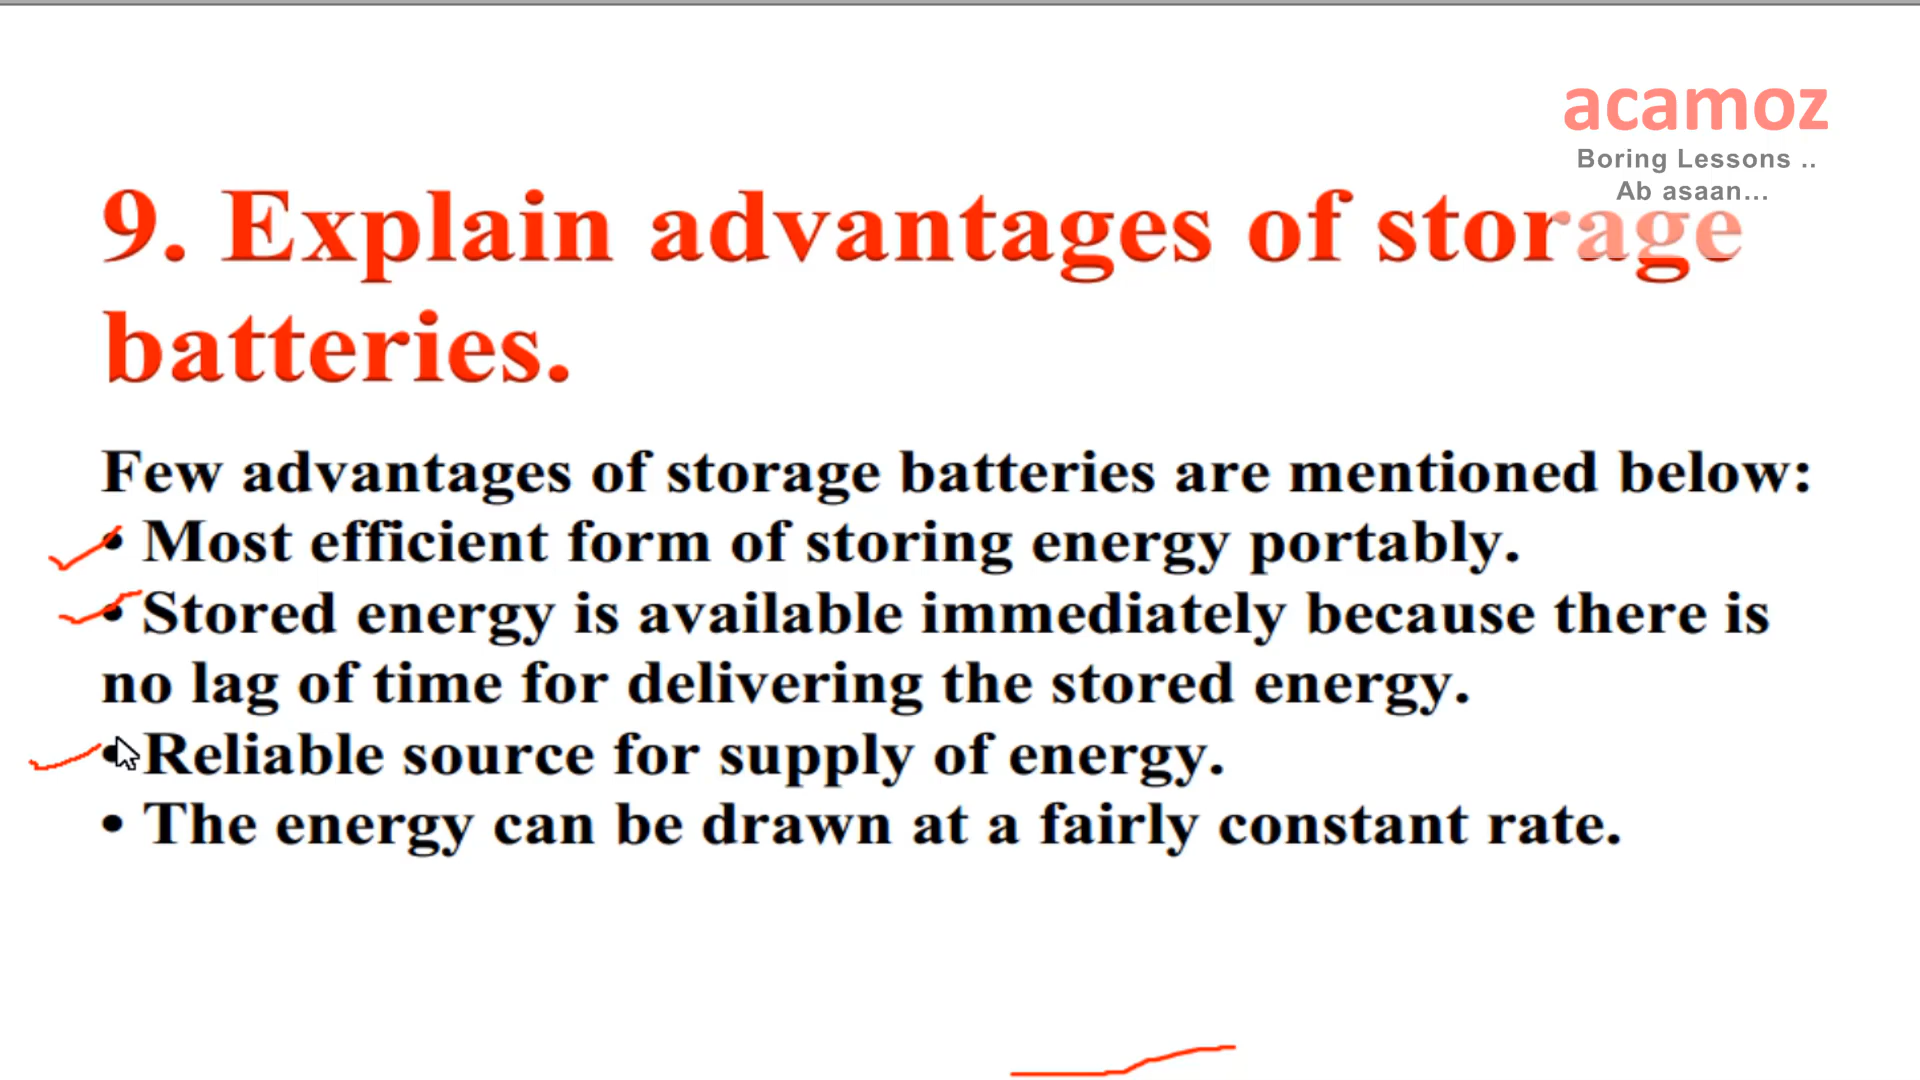 acamoz
Boring Lessons ..
Ab asaan...
9. Explain advantages of storage
batteries.
Few advantages of storage batteries are mentioned below:
• Most efficient form of storing energy portably.
• Stored energy is available immediately because there is
no lag of time for delivering the stored energy.
• Reliable source for supply of energy.
• The energy can be drawn at a fairly constant rate.